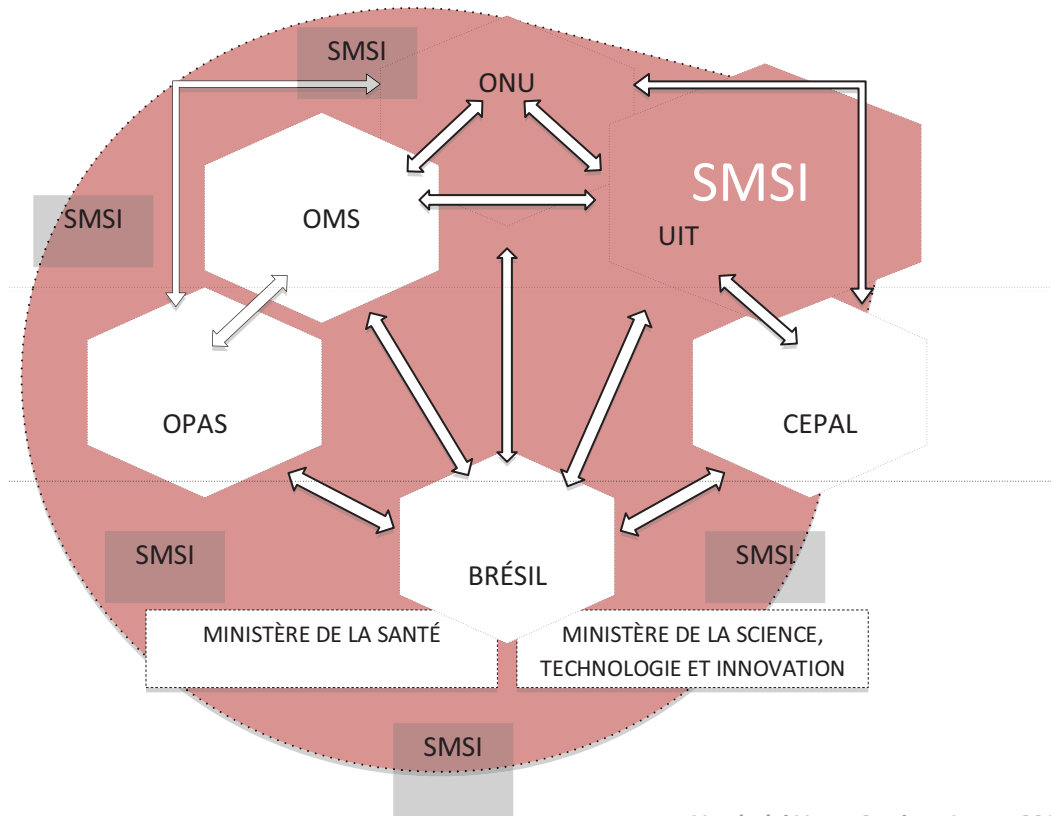 SMSI
ONU
SMSI
SMSI
OMS
UIT
OPAS
CEPAL
SMSI
SMSI
BRÉSIL
MINISTÈRE DE LA SANTÉ
MINISTÈRE DE LA SCIENCE,
TECHNOLOGIE ET INNOVATION
SMSI